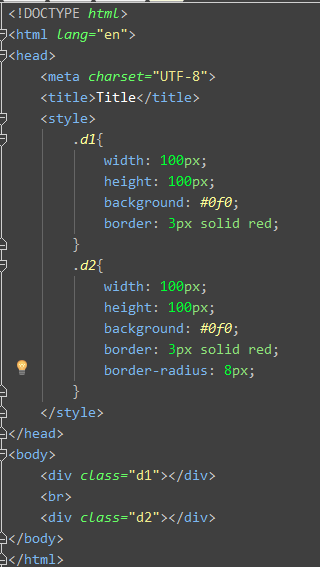 <!DOCTYPE html>
<html lang="en">
<head>
    <meta charset="UTF-8">
    <title>Title</title>
    <style>
        .d1{
            width: 100px;
            height: 100px;
            background: #0f0;
            border: 3px solid red;
        }
        .d2{
            width: 100px;
            height: 100px;
            background: #0f0;
            border: 3px solid red;
            border-radius: 8px;
        }
    </style>
</head>
<body>
    <div class="d1"></div>
    <br>
    <div class="d2"></div>
</body>
</html>